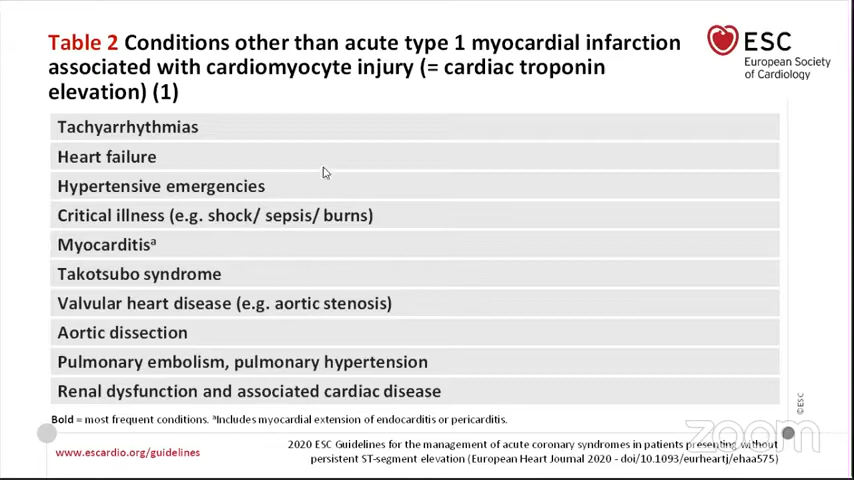 Table 2 Conditions other than acute type 1 myocardial infarction
associated with cardiomyocyte injury (= cardiac troponin
elevation) (1)
ESC
European Society
of Cardiology
Tachyarrhythmias
Heart failure
Hypertensive emergencies
Critical illness (e.g. shock/ sepsis/ burns)
Myocarditisᵃ
Takotsubo syndrome
Valvular heart disease (e.g. aortic stenosis)
Aortic dissection
Pulmonary embolism, pulmonary hypertension
Renal dysfunction and associated cardiac disease
©ESC
Bold = most frequent conditions. ᵃIncludes myocardial extension of endocarditis or pericarditis.
zoom
www.escardio.org/guidelines
2020 ESC Guidelines for the management of acute coronary syndromes in patients presenting without
persistent ST-segment elevation (European Heart Journal 2020 - doi/10.1093/eurheartj/ehaa575)